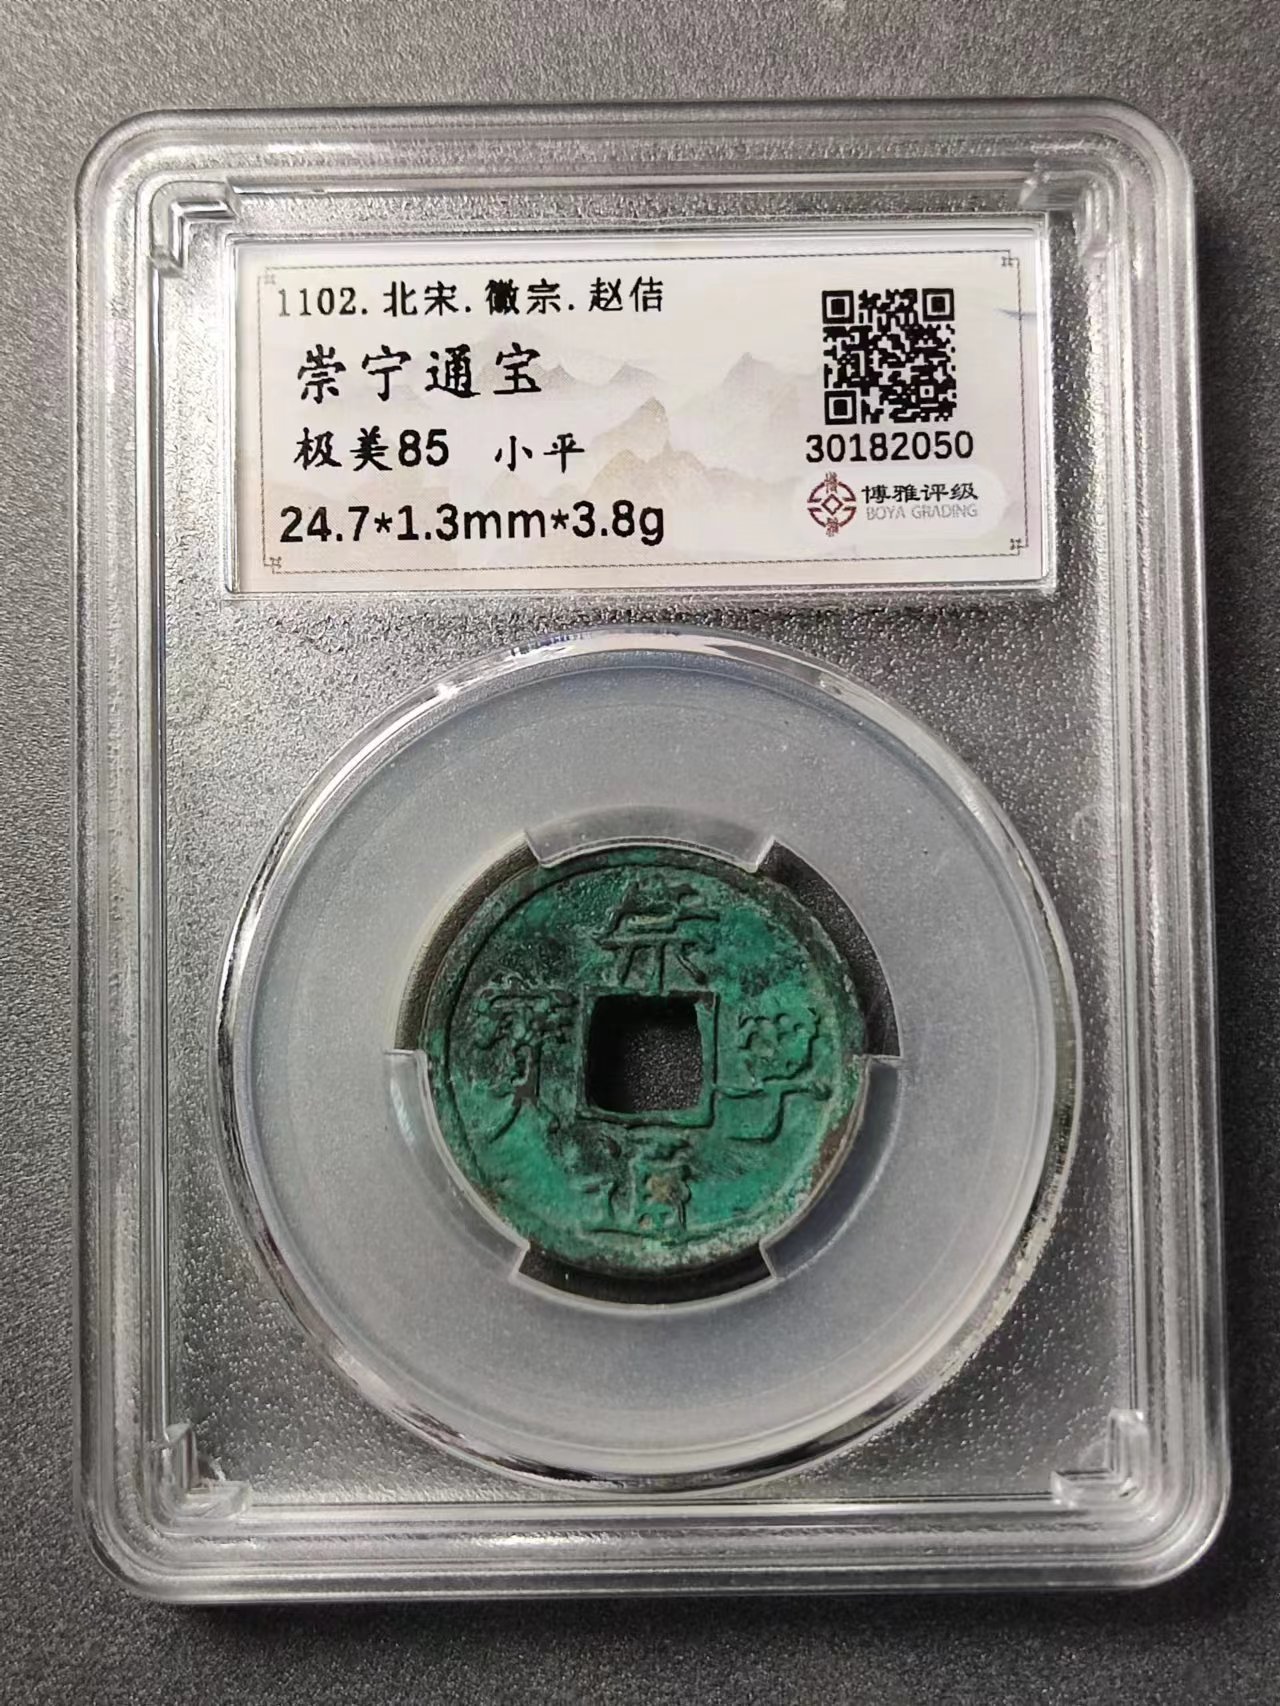 1102.北宋.徽宗.赵佶
崇宁通宝
极美85 小平
24.7*1.3mm*3.8g
30182050
博雅评级
BOYA GRADING
崇
寧
通
寳